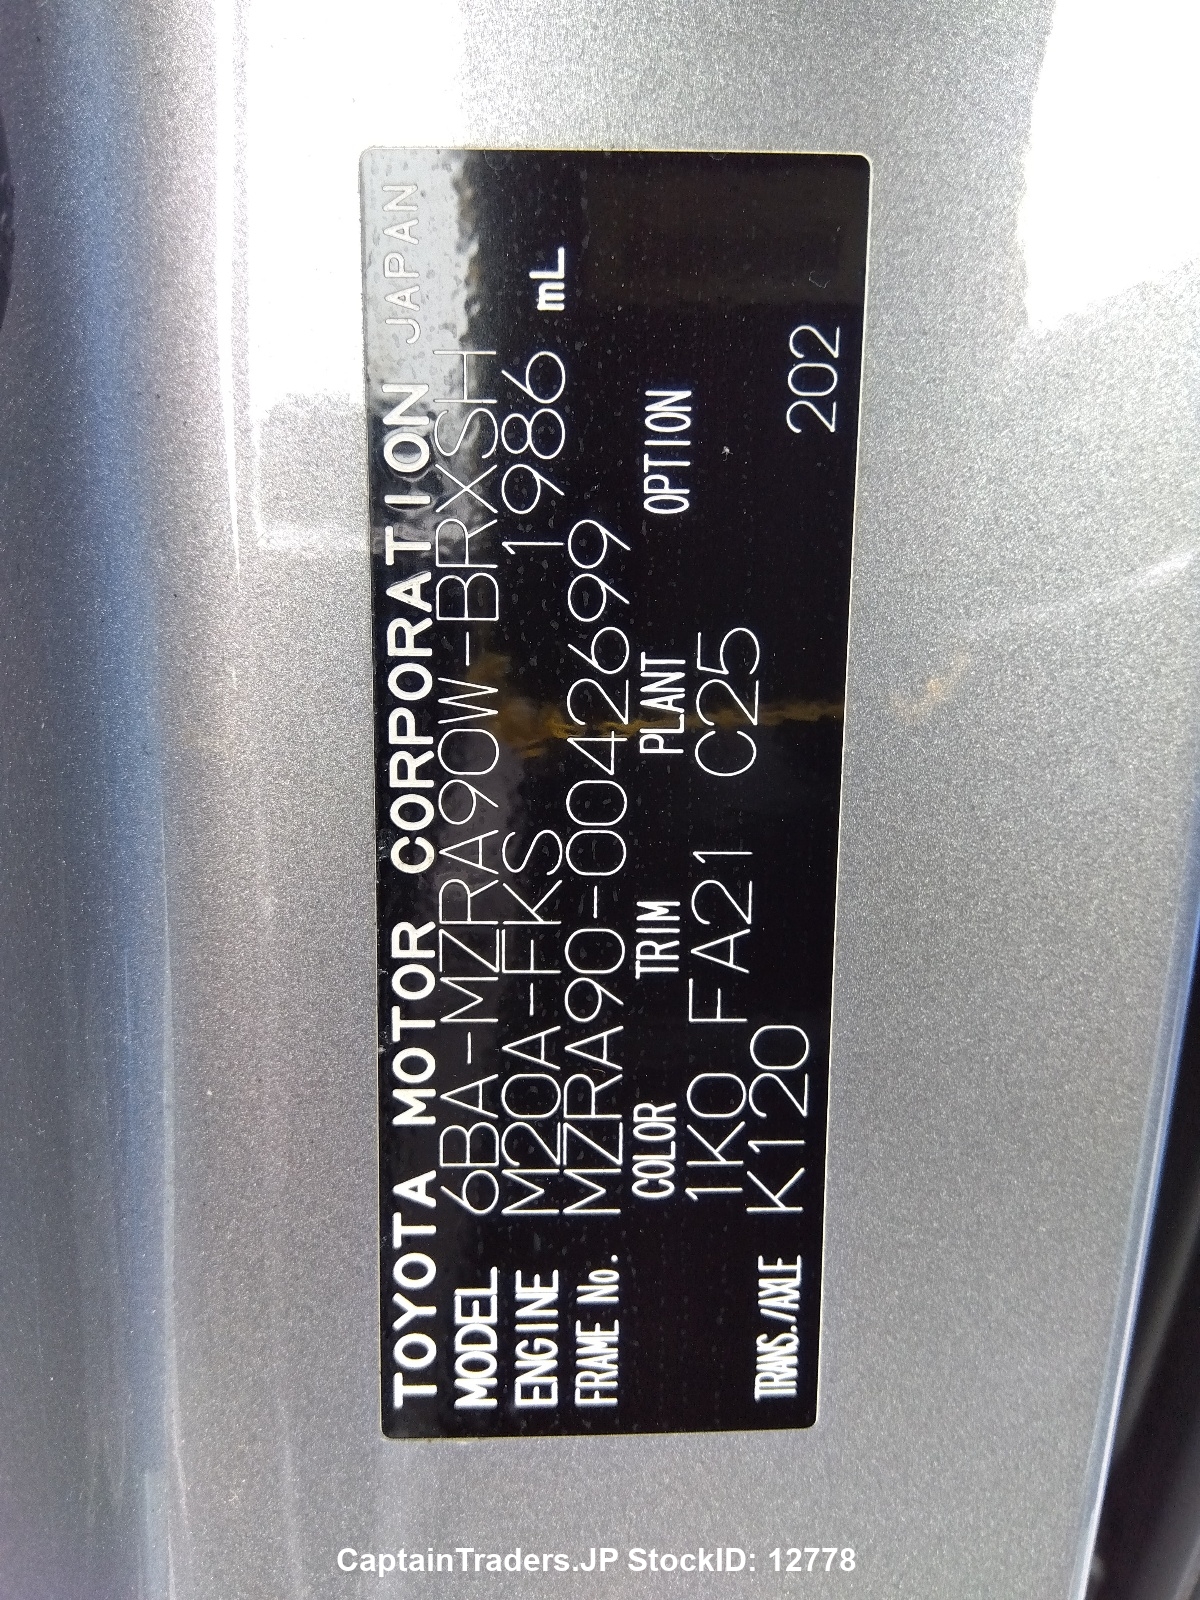 TOYOTA MOTOR CORPORATION JAPAN
MODEL 6BA-MZRA90W-BRXSH
ENGINE M20A-FKS 1986 mL
FRAME No. MZRA90-0042699
COLOR TRIM PLANT OPTION
1K0 FA21 C25
TRANS./AXLE K120 202
CaptainTraders.JP StockID: 12778